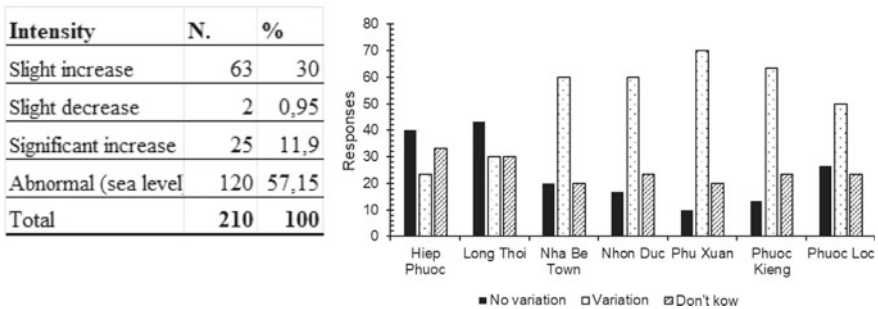 Intensity N. %
Slight increase 63 30
Slight decrease 2 0,95
Significant increase 25 11,9
Abnormal (sea level 120 57,15
Total 210 100
Responses
80
70
60
50
40
30
20
10
0
Hiep Phuoc
Long Thoi
Nha Be Town
Nhon Duc
Phu Xuan
Phuoc Kieng
Phuoc Loc
No variation Variation Don't kow